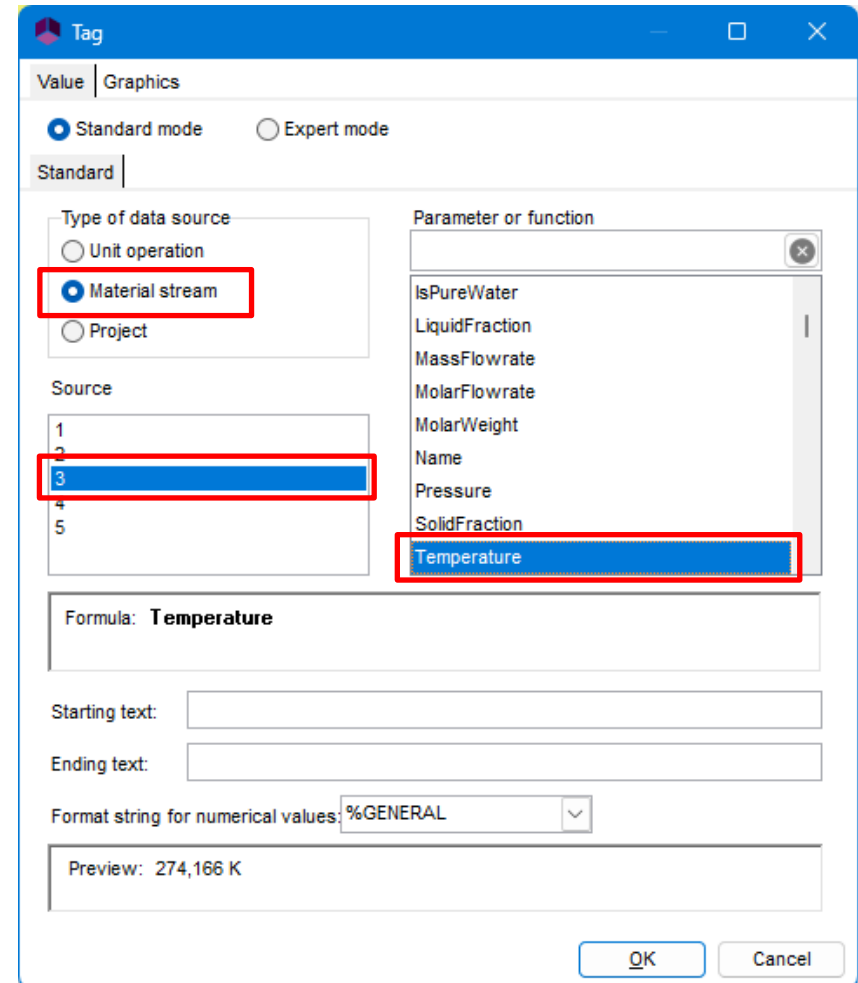 Tag
Value Graphics
Standard mode Expert mode
Standard
Type of data source
Unit operation
Material stream
Project
Source
1
2
3
4
5
Parameter or function
IsPureWater
LiquidFraction
MassFlowrate
MolarFlowrate
MolarWeight
Name
Pressure
SolidFraction
Temperature
Formula: Temperature
Starting text:
Ending text:
Format string for numerical values: %GENERAL
Preview: 274,166 K
OK Cancel